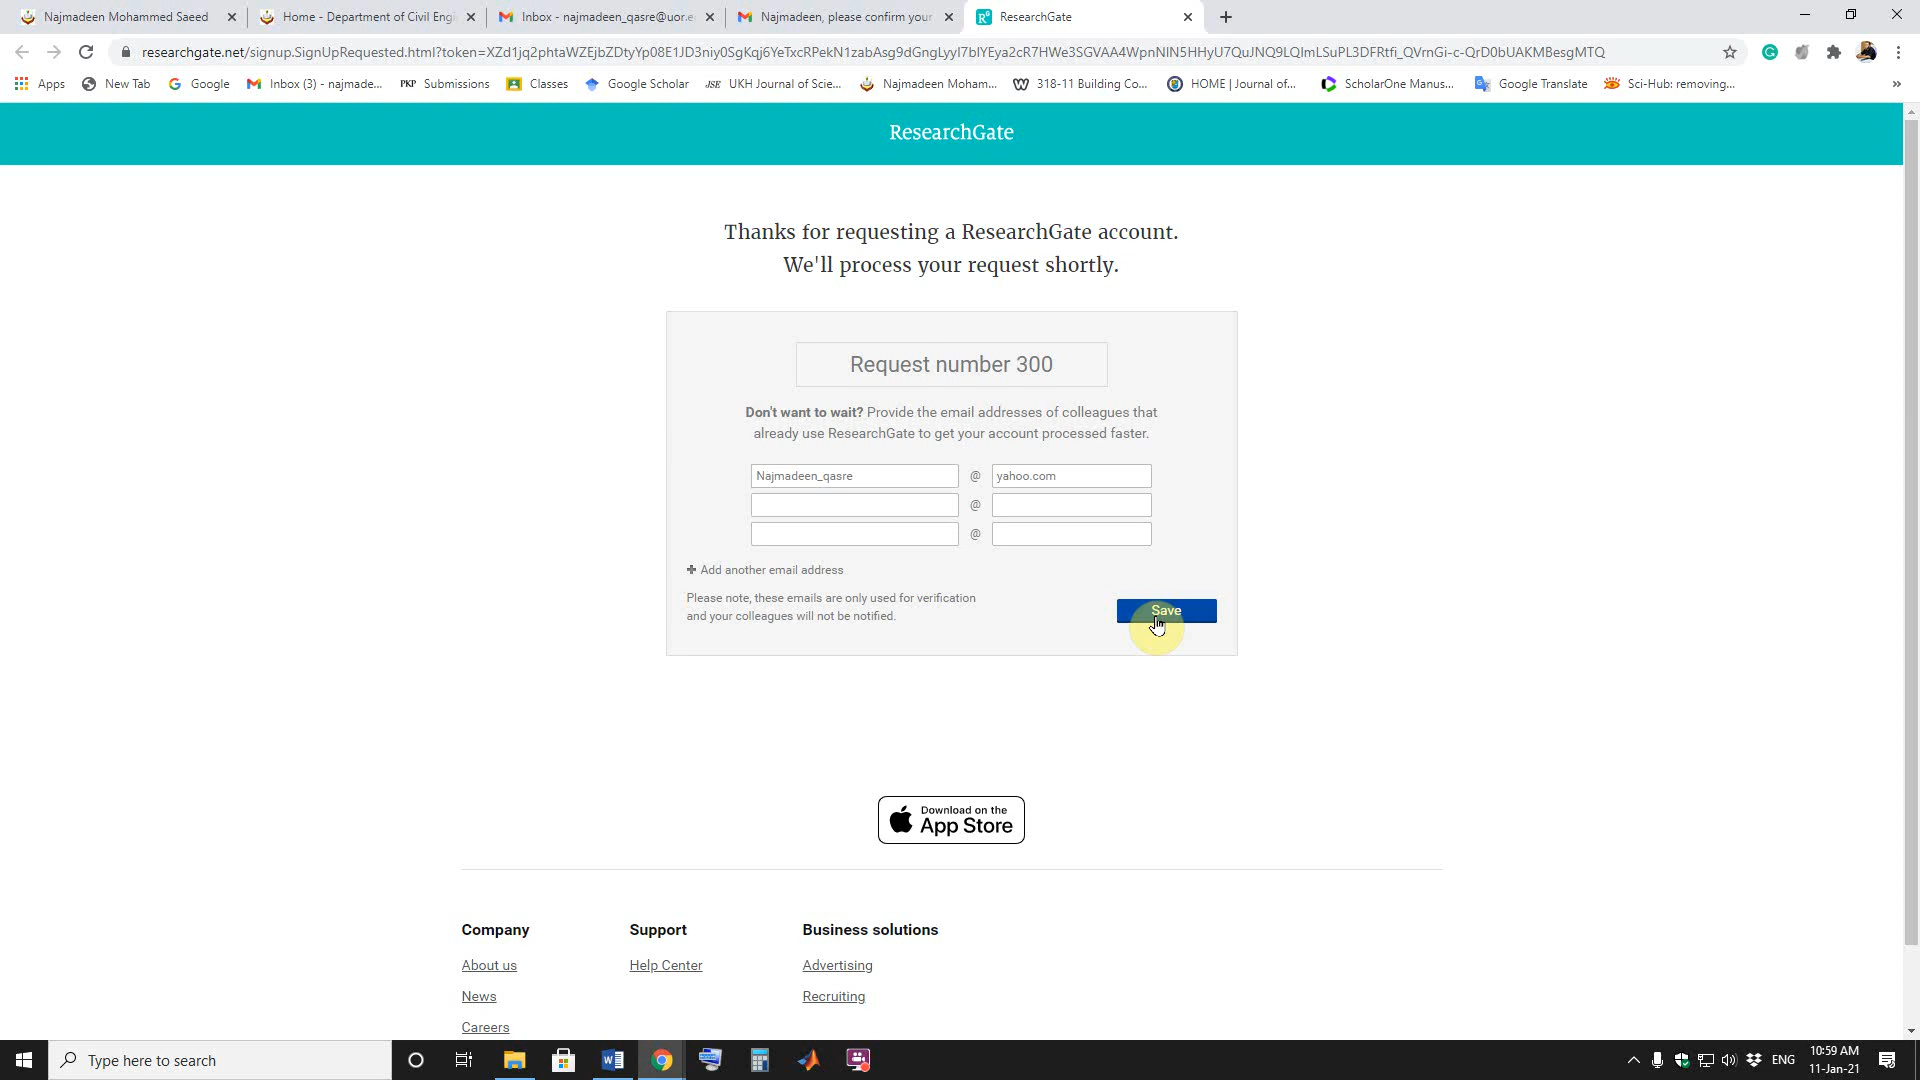 Najmadeen Mohammed Saeed
Home - Department of Civil Engi
Inbox - najmadeen_qasre@uor.e
Najmadeen, please confirm your
ResearchGate
researchgate.net/signup.SignUpRequested.html?token=XZd1jq2phtaWZEjbZDtyYp08E1JD3niy0SgKqj6YeTxcRPekN1zabAsg9dGngLyyI7blYEya2cR7HWe3SGVAA4WpnNIN5HHyU7QuJNQ9LQImLSuPL3DFRtfi_QVrnGi-c-QrD0bUAKMBesgMTQ
Apps
New Tab
Google
Inbox (3) - najmade...
PKP Submissions
Classes
Google Scholar
JSE UKH Journal of Scie...
Najmadeen Moham...
318-11 Building Co...
HOME | Journal of...
ScholarOne Manus...
Google Translate
Sci-Hub: removing...
ResearchGate
Thanks for requesting a ResearchGate account.
We'll process your request shortly.
Request number 300
Don't want to wait? Provide the email addresses of colleagues that
already use ResearchGate to get your account processed faster.
Najmadeen_qasre @ yahoo.com
@
@
+ Add another email address
Please note, these emails are only used for verification
and your colleagues will not be notified.
Save
Download on the
App Store
Company
About us
News
Careers
Support
Help Center
Business solutions
Advertising
Recruiting
Type here to search
ENG
10:59 AM
11-Jan-21